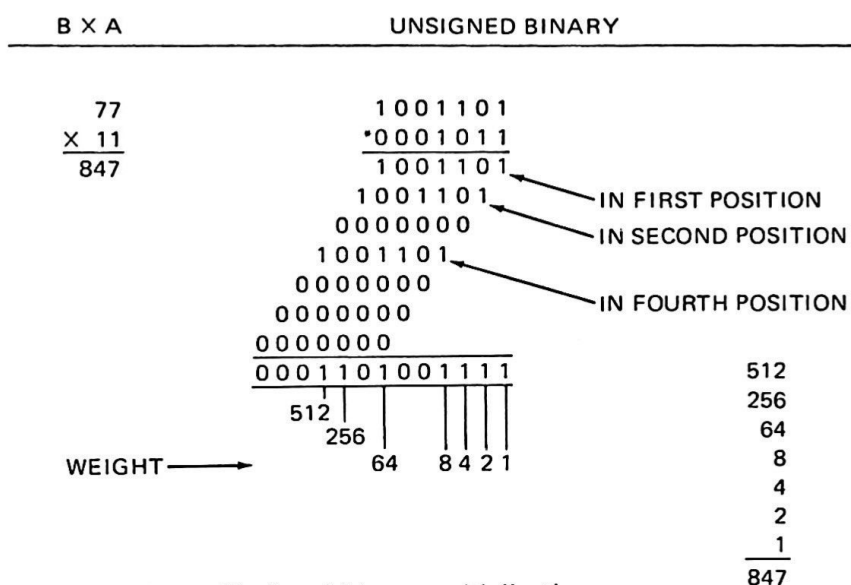 B X A UNSIGNED BINARY
77 1001101
X 11 *0001011
847 1001101
IN FIRST POSITION
1001101
IN SECOND POSITION
0000000
1001101
IN FOURTH POSITION
0000000
0000000
0000000
0001101001111 512
512 256
256 64
WEIGHT 64 8 4 2 1 8
4
2
1
847